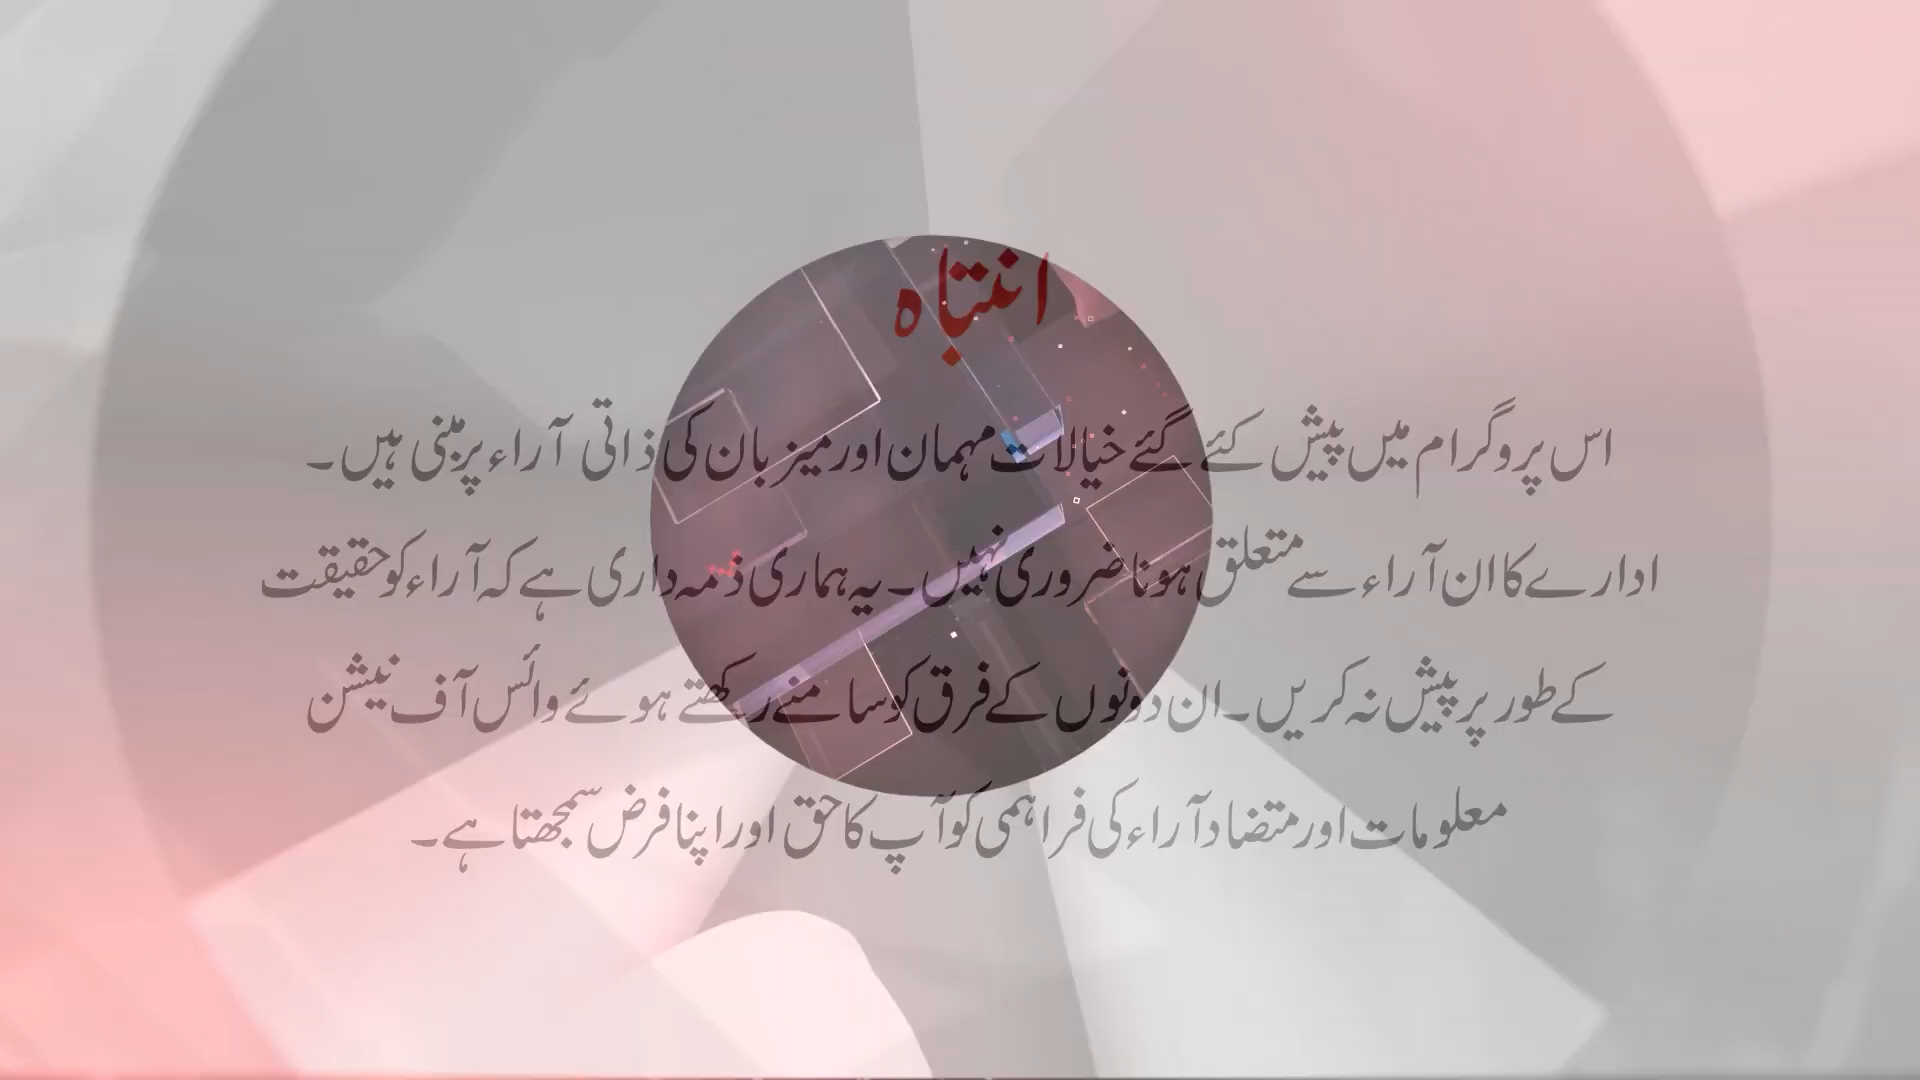 انتباہ
اس پروگرام میں پیش کئے گئے خیالات مہمان اور میزبان کی ذاتی آراء پر مبنی ہیں۔
ادارے کا ان آراء سے متعلق ہونا ضروری نہیں۔ یہ ہماری ذمہ داری ہے کہ آراء کو حقیقت
کے طور پر پیش نہ کریں۔ ان دونوں کے فرق کو سامنے رکھتے ہوئے وائس آف نیشن
معلومات اور متضاد آراء کی فراہمی کو آپ کا حق اور اپنا فرض سمجھتا ہے۔